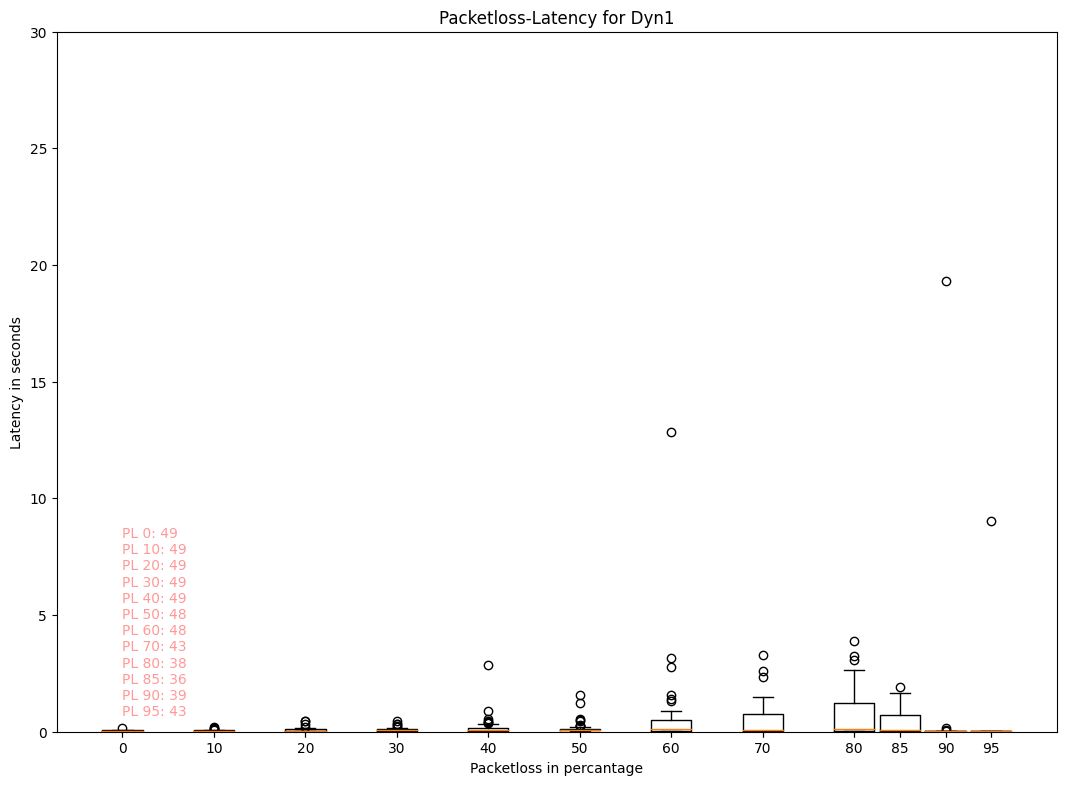 Packetloss-Latency for Dyn1
30
25
20
15
10
5
0
Latency in seconds
PL 0: 49
PL 10: 49
PL 20: 49
PL 30: 49
PL 40: 49
PL 50: 48
PL 60: 48
PL 70: 43
PL 80: 38
PL 85: 36
PL 90: 39
PL 95: 43
0 10 20 30 40 50 60 70 80 85 90 95
Packetloss in percantage